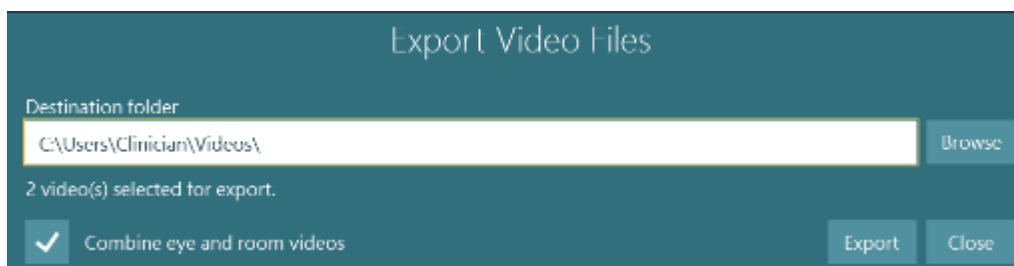 Export Video Files
Destination folder
C:\Users\Clinician\Videos\
Browse
2 video(s) selected for export.
Combine eye and room videos
Export
Close